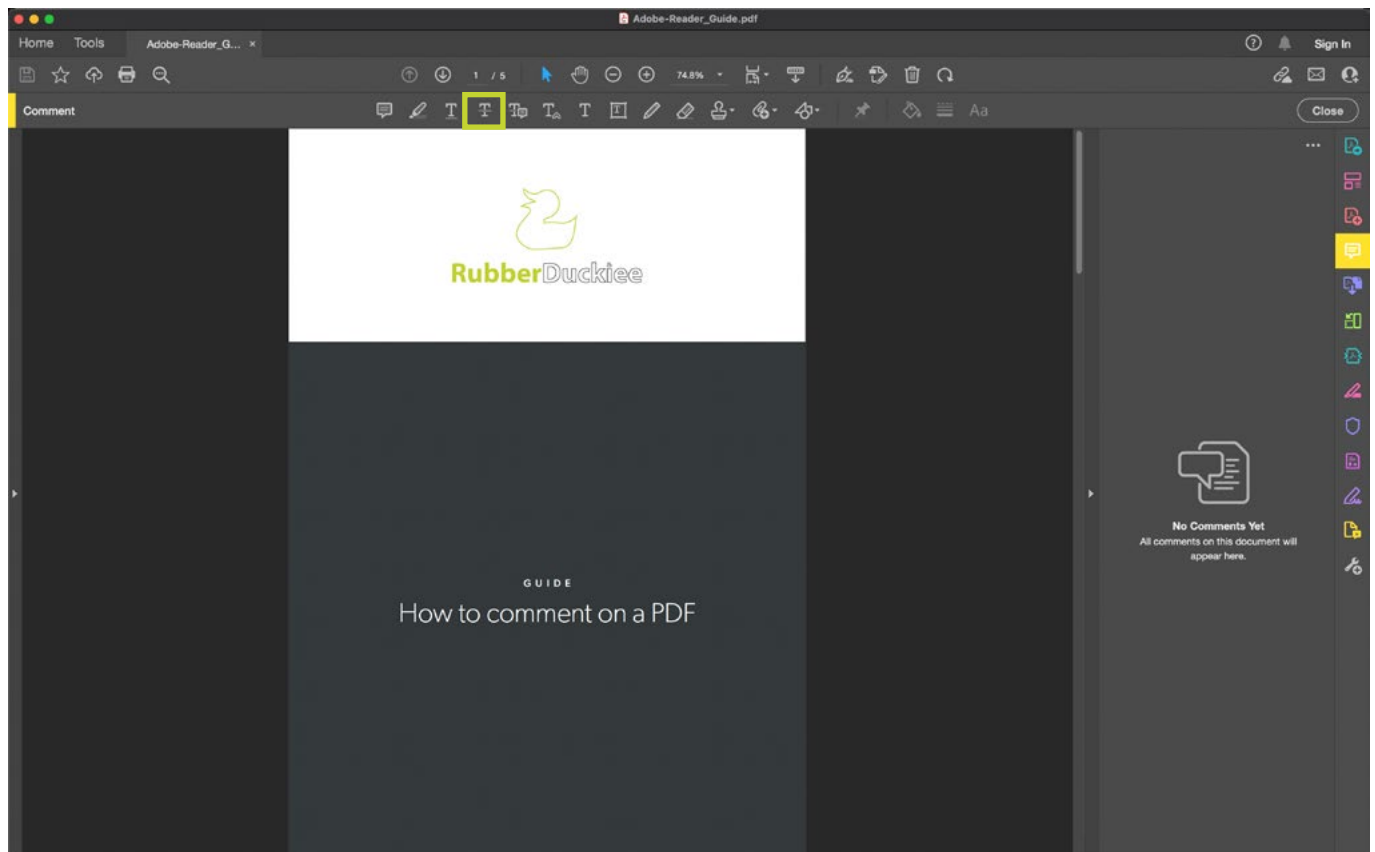 Adobe-Reader_Guide.pdf
Home Tools Adobe-Reader_G... × Sign In
1 / 5 74.8%
Comment Aa Close
RubberDuckiee
No Comments Yet
All comments on this document will
appear here.
GUIDE
How to comment on a PDF